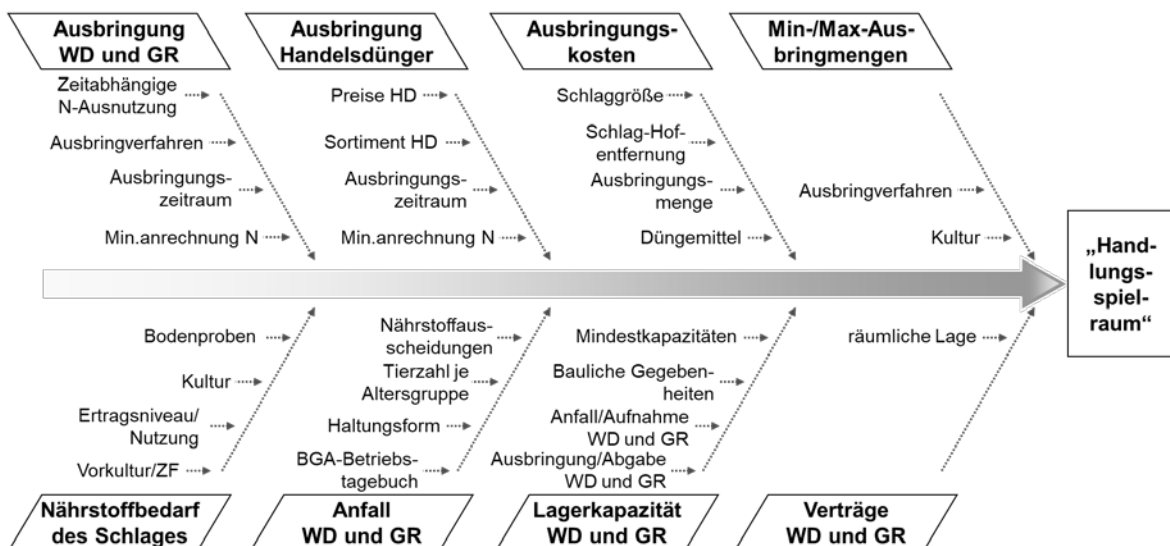 Ausbringung
WD und GR
Ausbringung
Handelsdünger
Ausbringungs-
kosten
Min-/Max-Aus-
bringmengen
Zeitabhängige
N-Ausnutzung
Ausbringverfahren
Ausbringungs-
zeitraum
Min.anrechnung N
Preise HD
Sortiment HD
Ausbringungs-
zeitraum
Min.anrechnung N
Schlaggröße
Schlag-Hof-
entfernung
Ausbringungs-
menge
Düngemittel
Ausbringverfahren
Kultur
„Hand-
lungs-
spiel-
raum“
Bodenproben
Kultur
Ertragsniveau/
Nutzung
Vorkultur/ZF
Nährstoffaus-
scheidungen
Tierzahl je
Altersgruppe
Haltungsform
BGA-Betriebs-
tagebuch
Mindestkapazitäten
Bauliche Gegeben-
heiten
Anfall/Aufnahme
WD und GR
Ausbringung/Abgabe
WD und GR
räumliche Lage
Nährstoffbedarf
des Schlages
Anfall
WD und GR
Lagerkapazität
WD und GR
Verträge
WD und GR